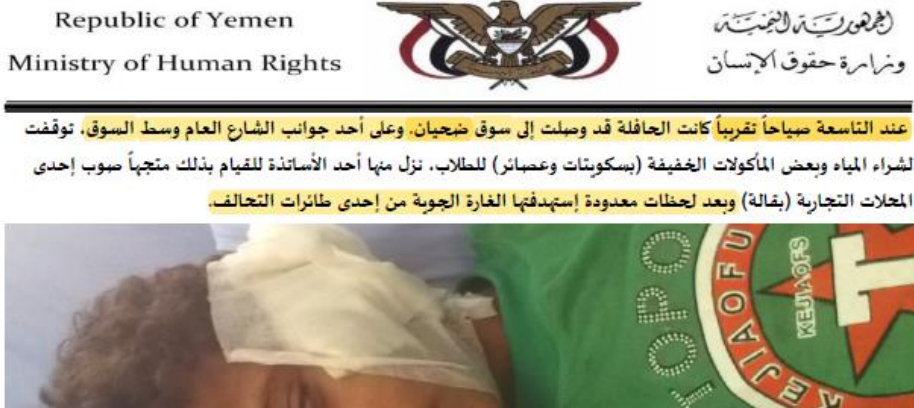 Republic of Yemen
Ministry of Human Rights
الجمهورية اليمنية
وزارة حقوق الإنسان
عند التاسعة صباحاً تقريباً كانت الحافلة قد وصلت إلى سوق ضحيان. وعلى أحد جوانب الشارع العام وسط السوق، توقفت
لشراء المياه وبعض المأكولات الخفيفة (بسكويتات وعصائر) للطلاب، نزل منها أحد الأساتذة للقيام بذلك متجهاً صوب إحدى
المحلات التجارية (بقالة) وبعد لحظات معدودة إستهدفتها الغارة الجوية من إحدى طائرات التحالف.
KEJIAOFS
KEJIAOFU